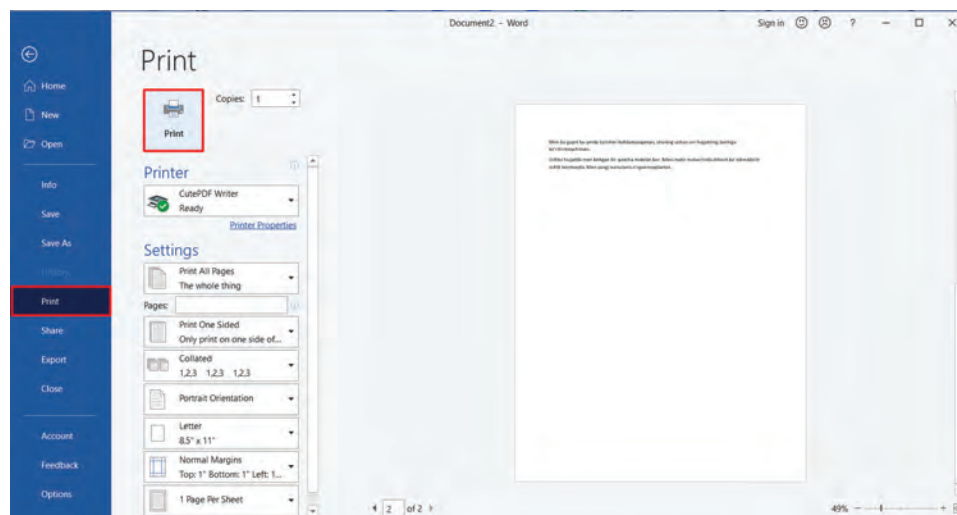 Document2 - Word
Sign in
?
Print
Home
New
Open
Info
Save
Save As
History
Print
Share
Export
Close
Account
Feedback
Options
Print
Copies: 1
Printer
CutePDF Writer
Ready
Printer Properties
Settings
Print All Pages
The whole thing
Pages:
Print One Sided
Only print on one side of...
Collated
1,2,3 1,2,3 1,2,3
Portrait Orientation
Letter
8.5" x 11"
Normal Margins
Top: 1" Bottom: 1" Left: 1...
1 Page Per Sheet
2 of 2
49%